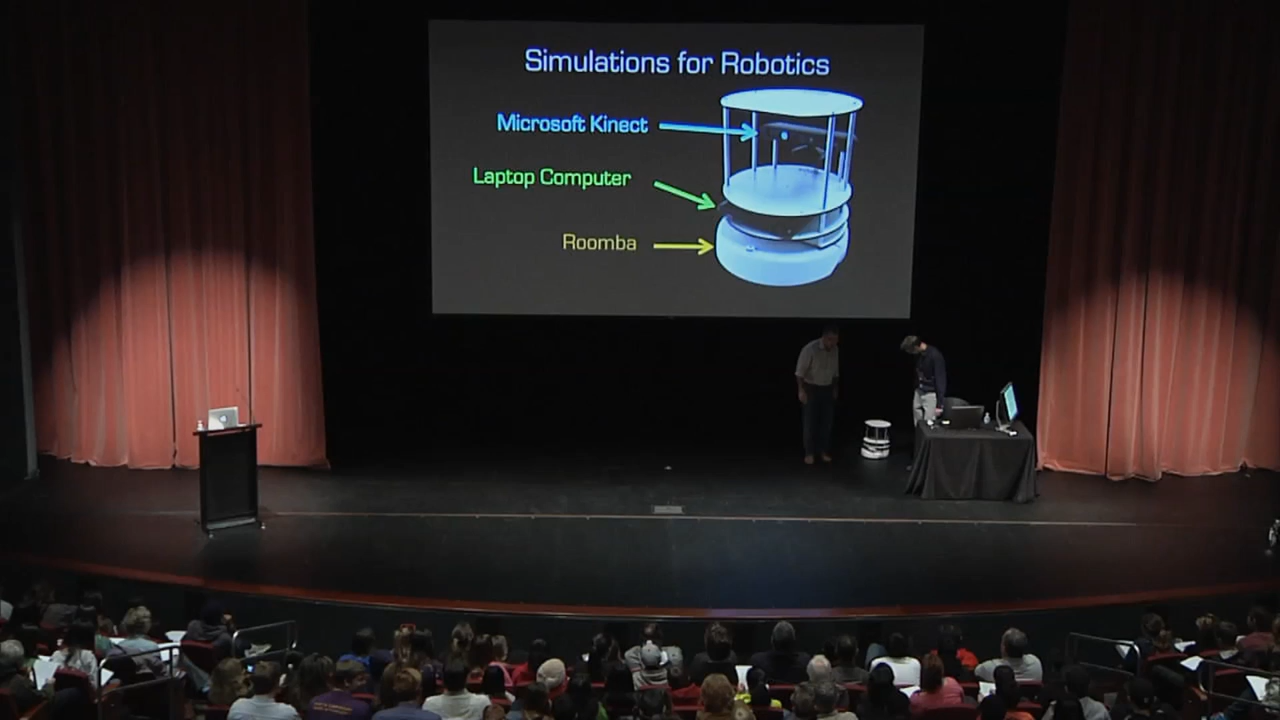 Simulations for Robotics
Microsoft Kinect
Laptop Computer
Roomba